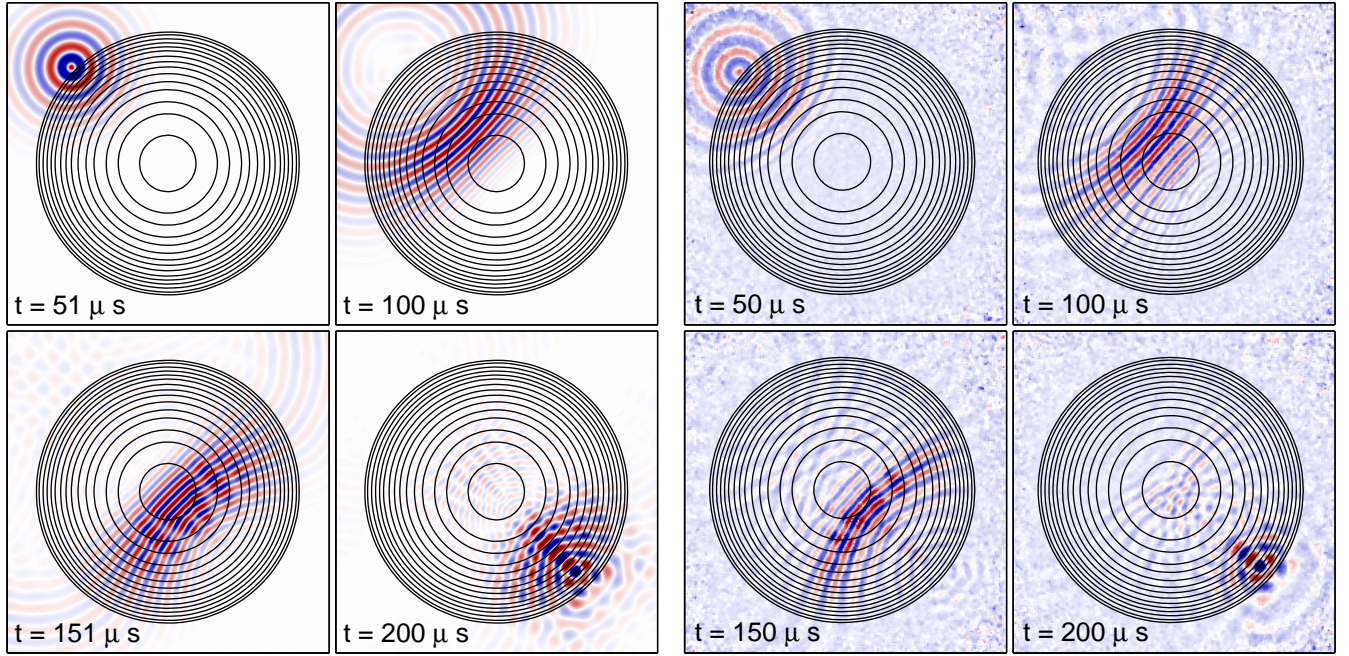 t = 51 μ s
t = 100 μ s
t = 50 μ s
t = 100 μ s
t = 151 μ s
t = 200 μ s
t = 150 μ s
t = 200 μ s